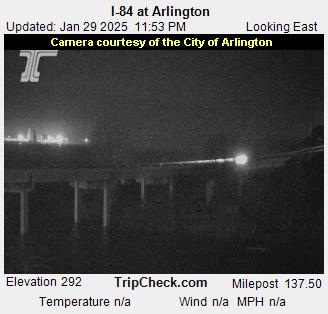 I-84 at Arlington
Updated: Jan 29 2025 11:53 PM Looking East
Camera courtesy of the City of Arlington
Elevation 292 TripCheck.com Milepost 137.50
Temperature n/a Wind n/a MPH n/a